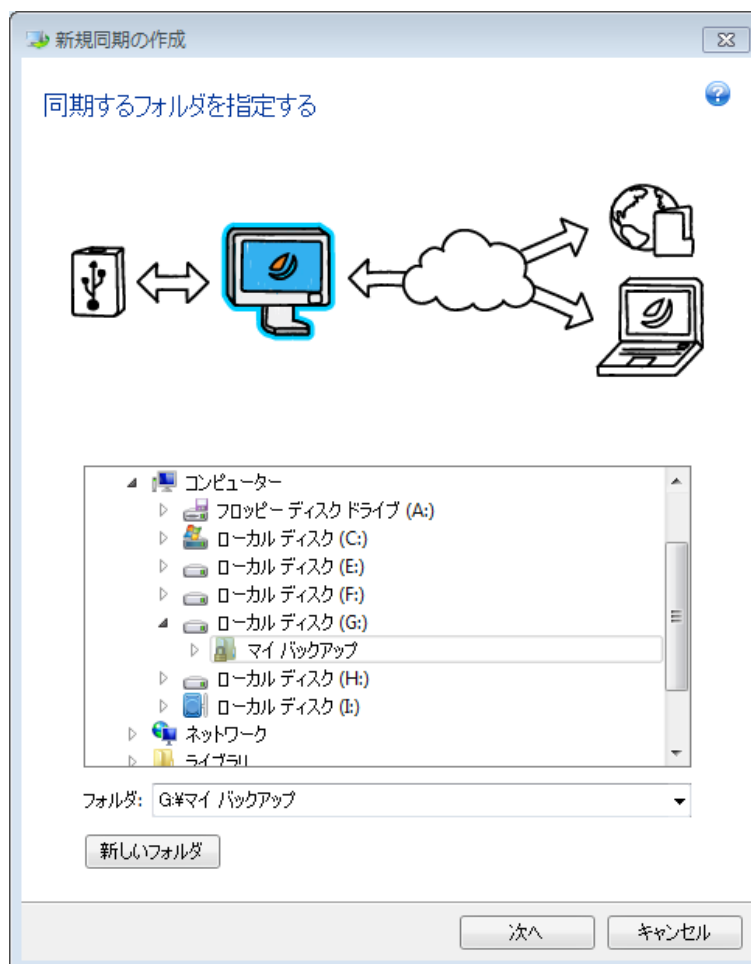 新規同期の作成
同期するフォルダを指定する
コンピューター
フロッピー ディスク ドライブ (A:)
ローカル ディスク (C:)
ローカル ディスク (E:)
ローカル ディスク (F:)
ローカル ディスク (G:)
マイ バックアップ
ローカル ディスク (H:)
ローカル ディスク (I:)
ネットワーク
ライブラリ
フォルダ: G:¥マイ バックアップ
新しいフォルダ
次へ キャンセル